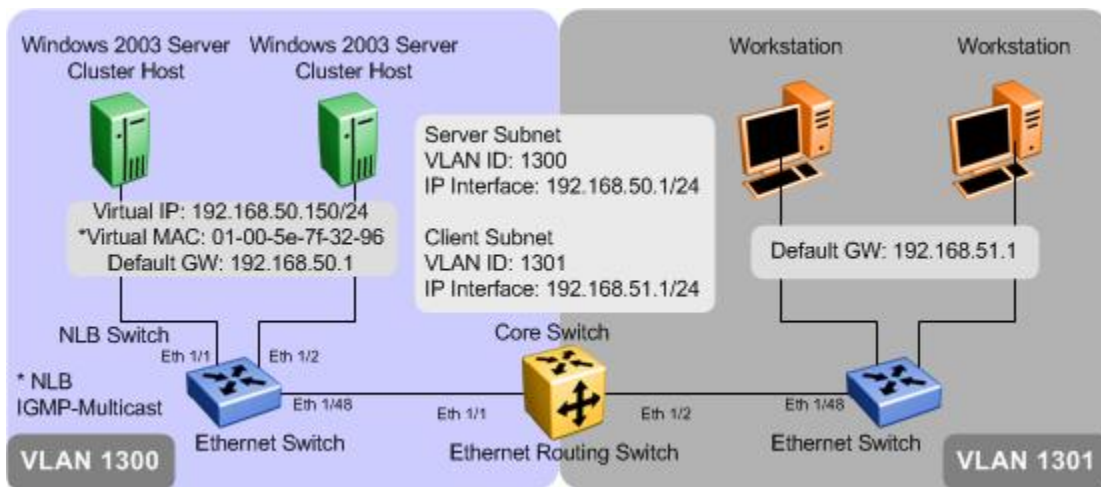 Windows 2003 Server
Cluster Host
Windows 2003 Server
Cluster Host
Workstation
Workstation
Server Subnet
VLAN ID: 1300
IP Interface: 192.168.50.1/24
Client Subnet
VLAN ID: 1301
IP Interface: 192.168.51.1/24
Virtual IP: 192.168.50.150/24
*Virtual MAC: 01-00-5e-7f-32-96
Default GW: 192.168.50.1
Default GW: 192.168.51.1
NLB Switch
Eth 1/1
Eth 1/2
Core Switch
* NLB
IGMP-Multicast
Eth 1/48
Eth 1/1
Eth 1/2
Eth 1/48
Ethernet Switch
Ethernet Routing Switch
Ethernet Switch
VLAN 1300
VLAN 1301